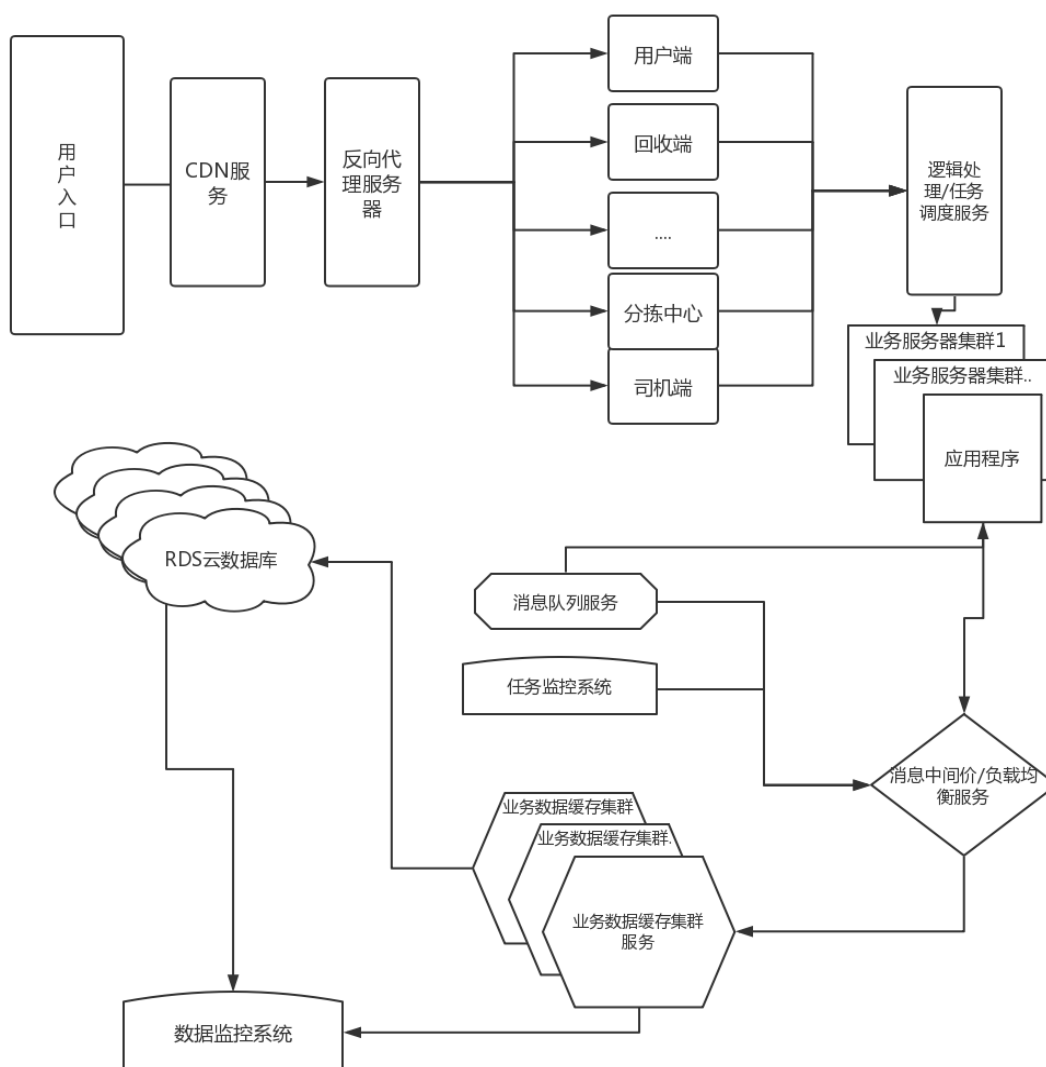 用
户
入
口
CDN服
务
反向代
理服务
器
用户端
回收端
....
分拣中心
司机端
逻辑处
理/任务
调度服务
业务服务器集群1
业务服务器集群..
应用程序
RDS云数据库
消息队列服务
任务监控系统
消息中间价/负载均
衡服务
业务数据缓存集群
业务数据缓存集群.
业务数据缓存集群
服务
数据监控系统